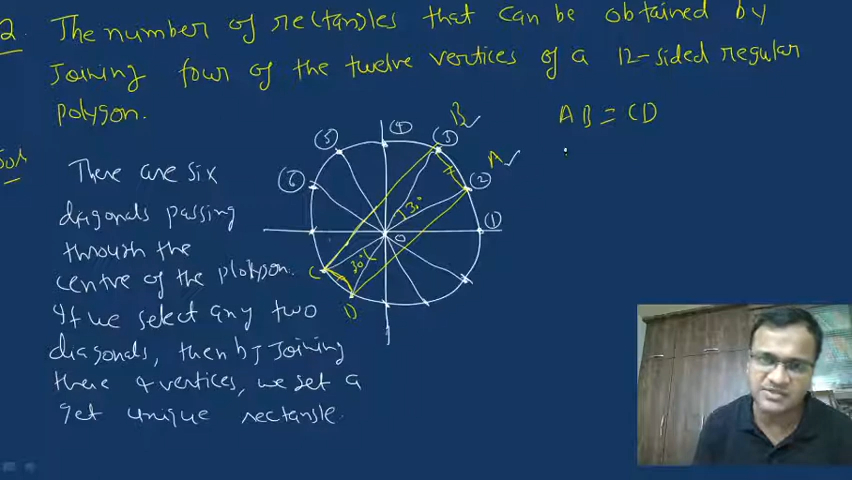 2. The number of rectangles that can be obtained by
Joining four of the twelve vertices of a 12-sided regular
polygon.
Sol
There are six
diagonals passing
through the
centre of the plolygon.
If we select any two
diagonals, then by Joining
these 4 vertices, we get a
get unique rectangle.
AB = CD
B ✓
A ✓
(5)
(4)
(3)
(6)
(2)
(1)
30°
O
30°
C
D